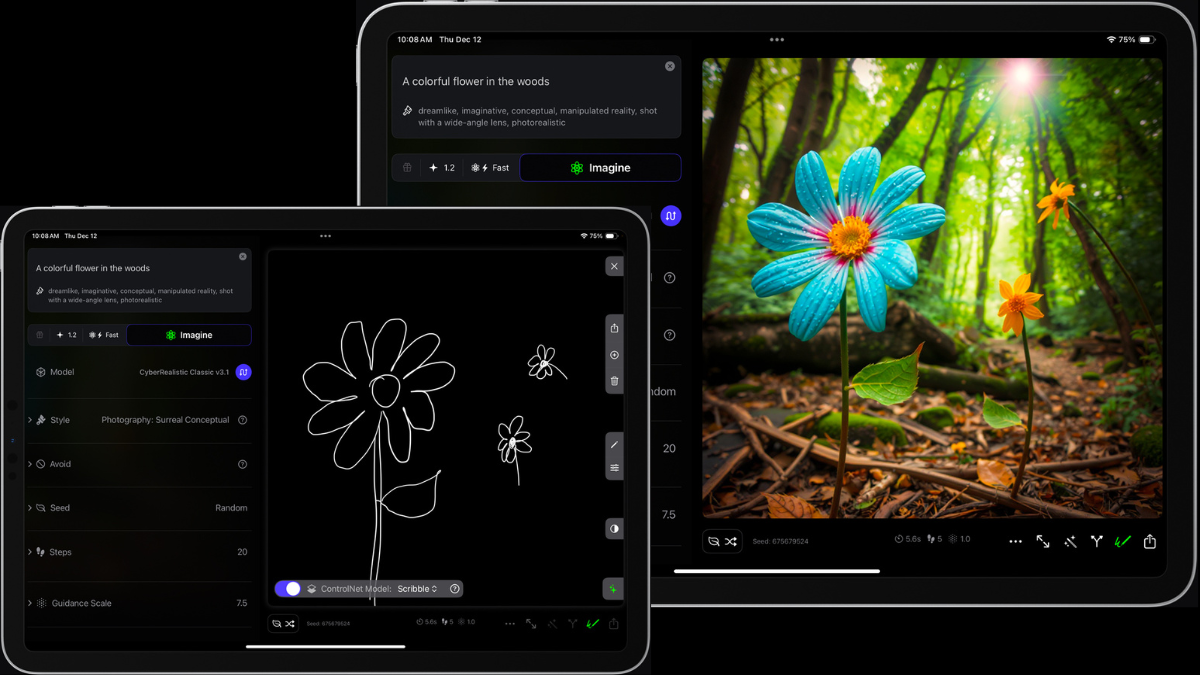 10:08 AM Thu Dec 12
75%
A colorful flower in the woods
dreamlike, imaginative, conceptual, manipulated reality, shot
with a wide-angle lens, photorealistic
1.2 Fast Imagine
20
7.5
Seed: 675679524 5.6s 5 1.0
10:08 AM Thu Dec 12
75%
A colorful flower in the woods
dreamlike, imaginative, conceptual, manipulated reality, shot
with a wide-angle lens, photorealistic
1.2 Fast Imagine
Model CyberRealistic Classic v3.1
Style Photography: Surreal Conceptual
Avoid
Seed Random
Steps 20
Guidance Scale 7.5
ControlNet Model: Scribble
Seed: 675679524 5.6s 5 1.0